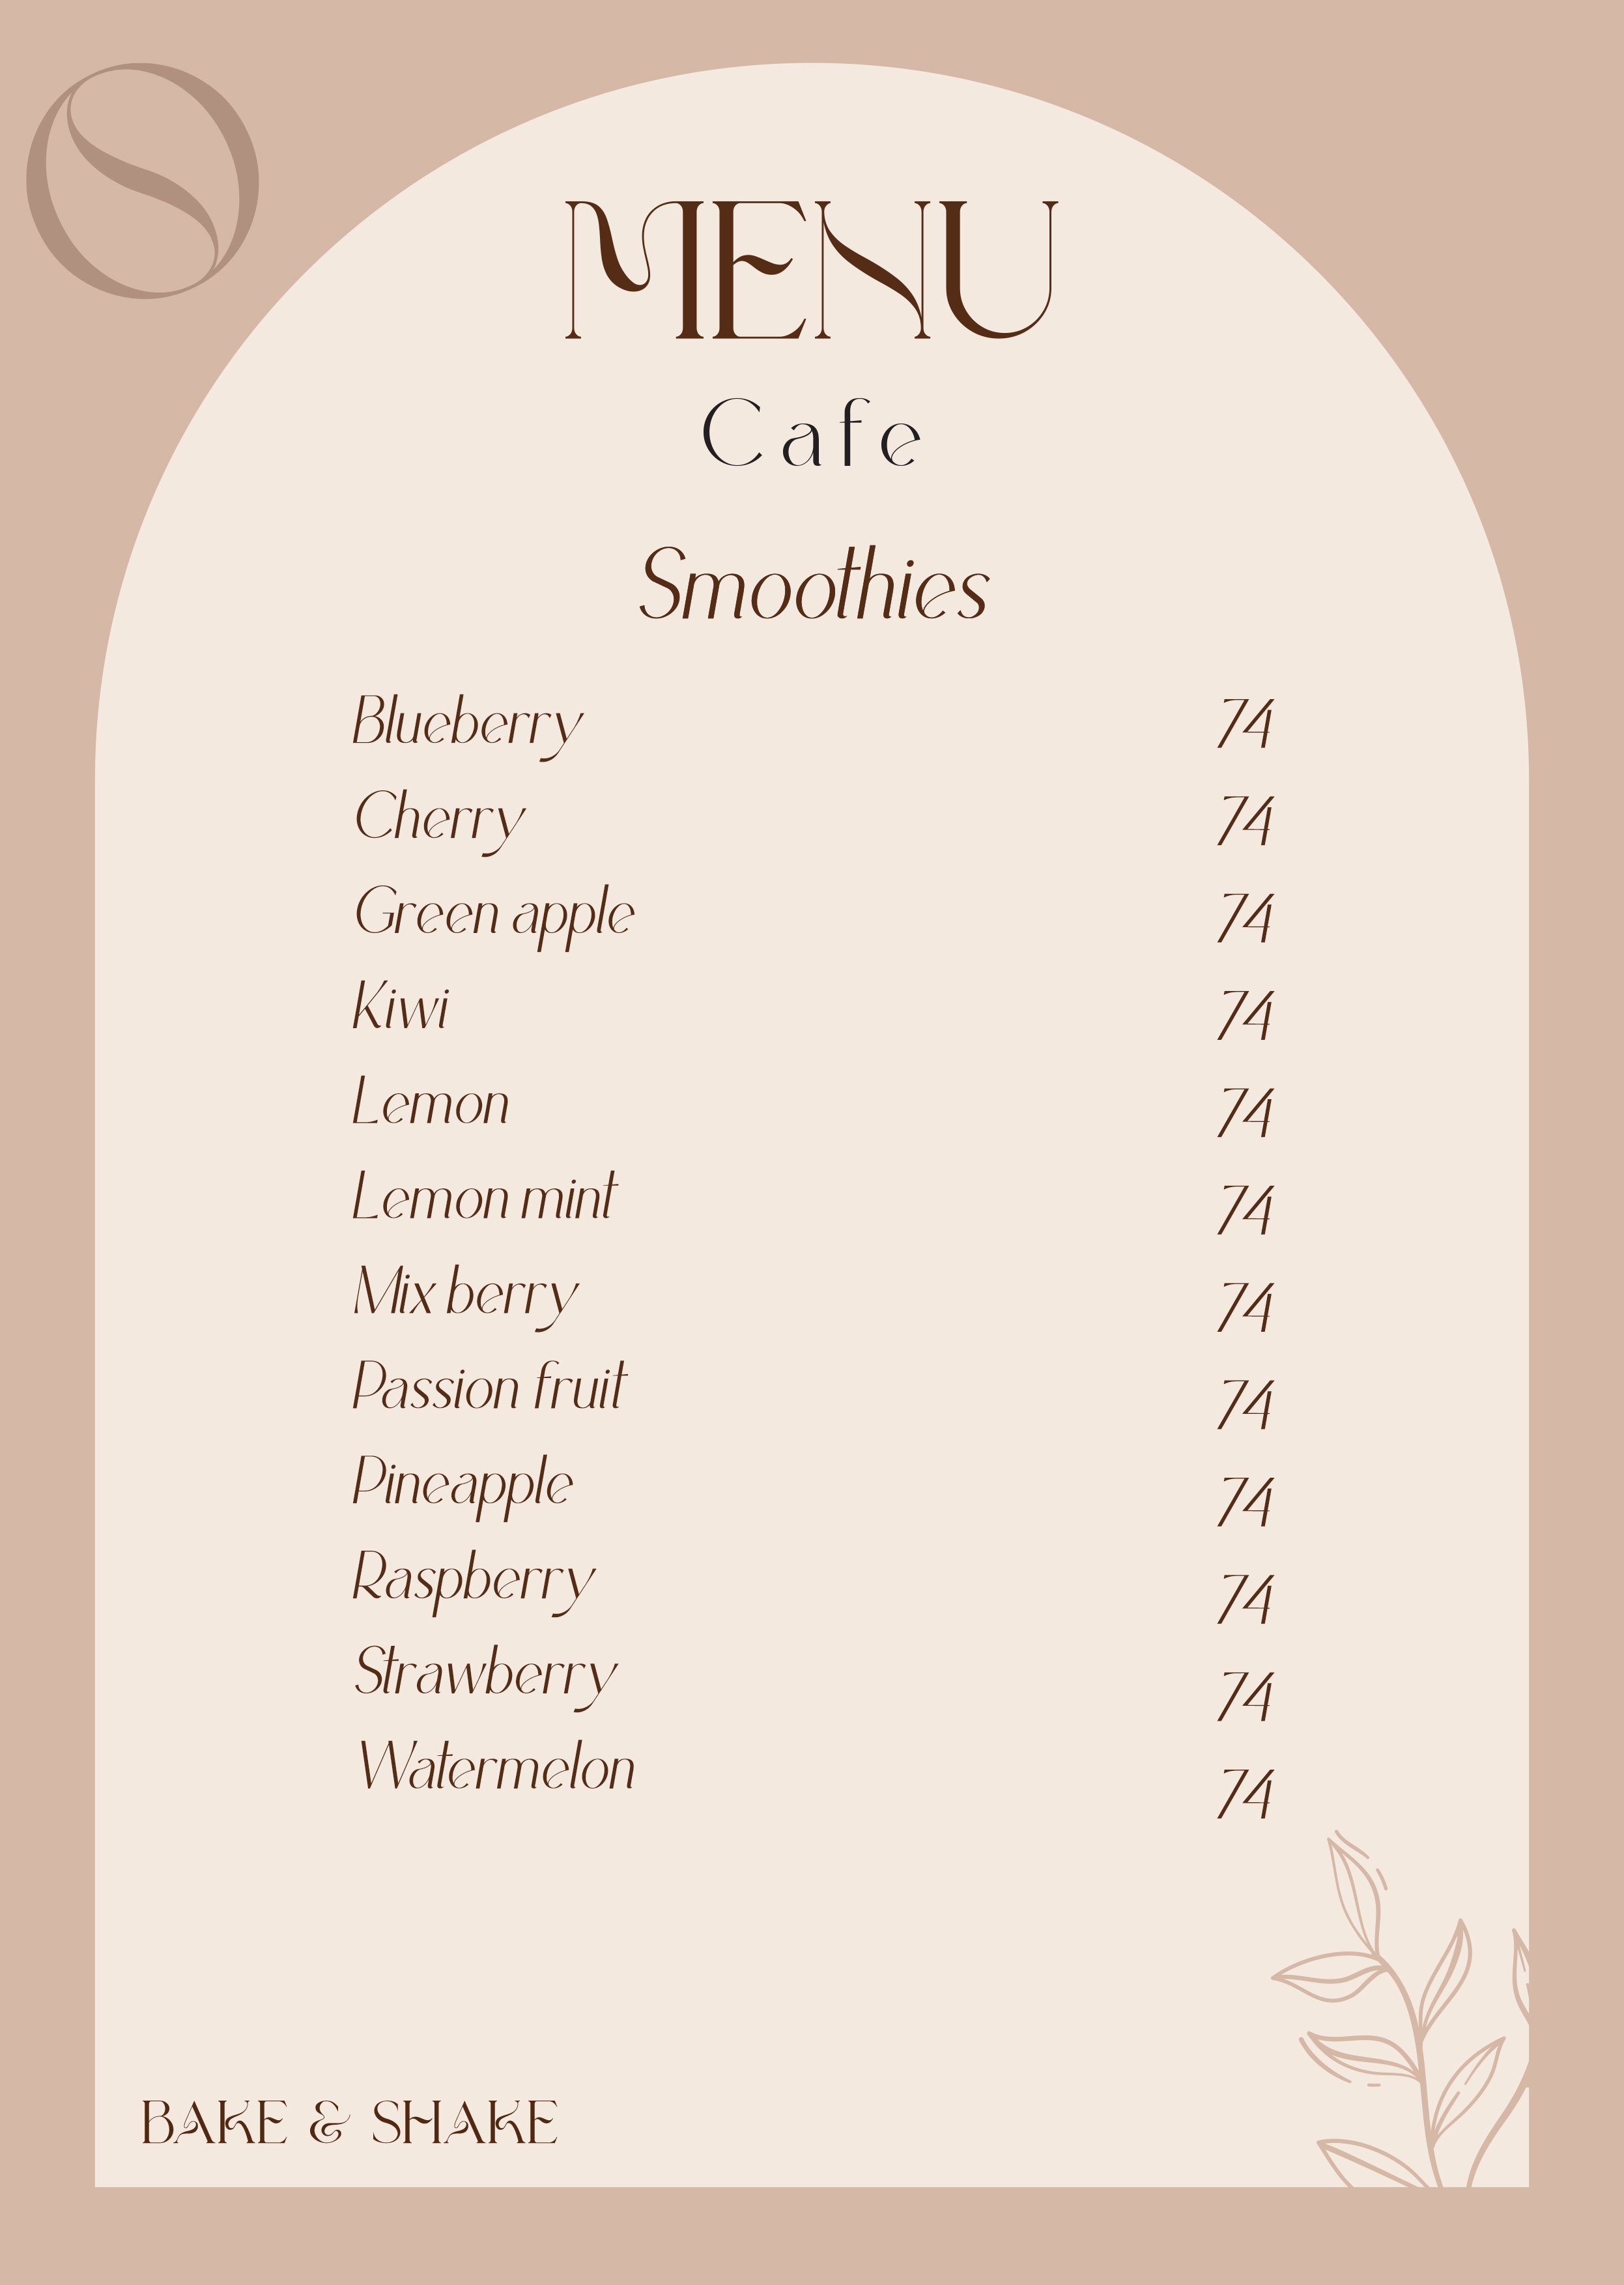 MENU
Cafe
Smoothies
Blueberry 74
Cherry 74
Green apple 74
Kiwi 74
Lemon 74
Lemon mint 74
Mix berry 74
Passion fruit 74
Pineapple 74
Raspberry 74
Strawberry 74
Watermelon 74
BAKE & SHAKE